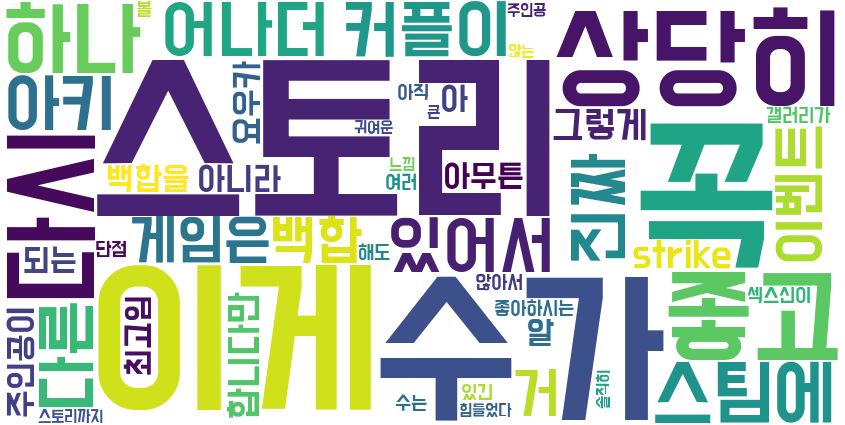 하나
볼
어나더 커플이
주인공
않는
상당히
스토리
아키
요우카
아직
큰
아
그렇게
갤러리가
귀여운
꼭
이벤트
단
백합을
아니라
느낌
여러
아무튼
진짜
되는
단점
게임은
백합
해도
있어서
strike
이게
수가
않아서
좋고
섹스신이
최고임
좋아하시는
알
주인공이
다른
합니다만
스팀에
스토리까지
수는
있긴
힘들었다
거
솔직히